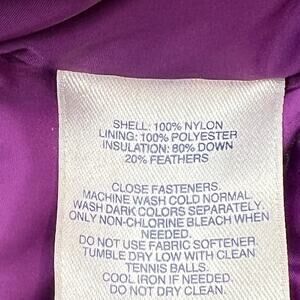 SHELL: 100% NYLON
LINING: 100% POLYESTER
INSULATION: 80% DOWN
20% FEATHERS
CLOSE FASTENERS.
MACHINE WASH COLD NORMAL.
WASH DARK COLORS SEPARATELY.
ONLY NON-CHLORINE BLEACH WHEN
NEEDED.
DO NOT USE FABRIC SOFTENER.
TUMBLE DRY LOW WITH CLEAN
TENNIS BALLS.
COOL IRON IF NEEDED.
DO NOT DRY CLEAN.